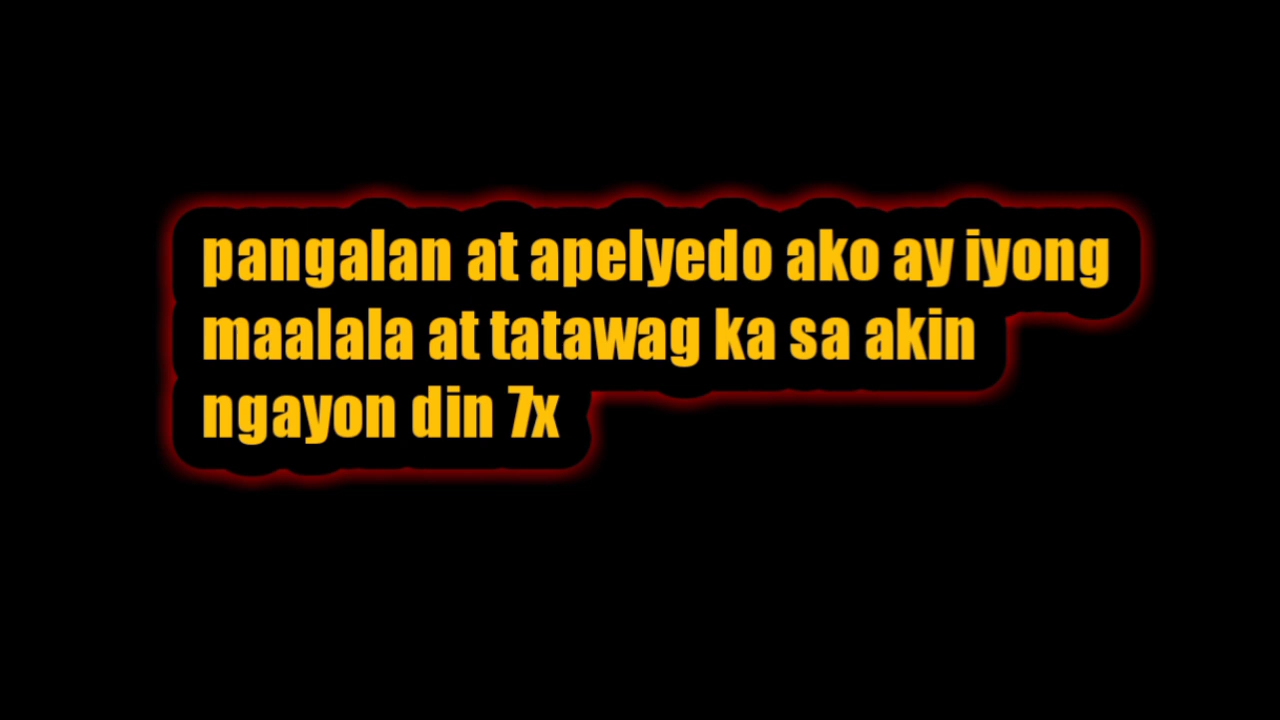 pangalan at apelyedo ako ay iyong
maalala at tatawag ka sa akin
ngayon din 7x